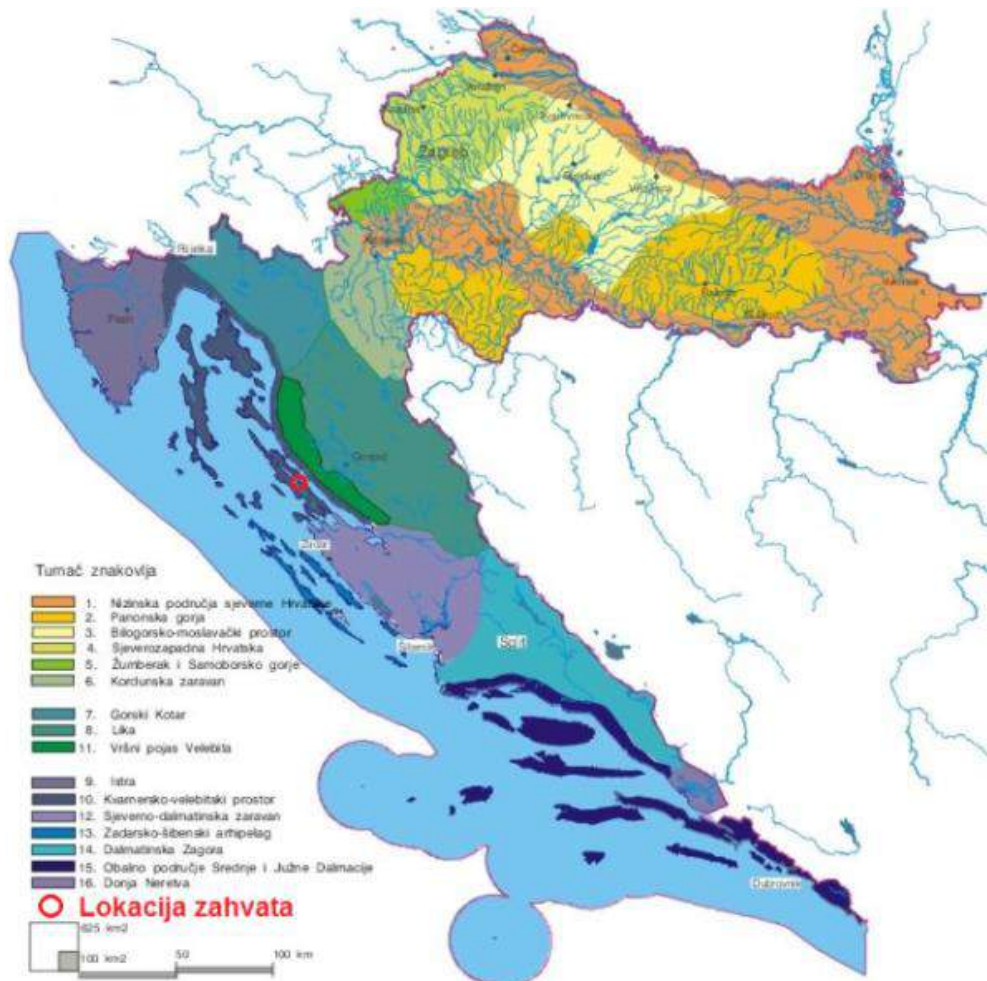 Zagreb
Rijeka
Pazin
Gospić
Zadar
Šibenik
Split
Dubrovnik
Tumač znakovlja
1. Nizinska područja sjeverne Hrvatske
2. Panonska gorja
3. Bilogorsko-moslavački prostor
4. Sjeverozapadna Hrvatska
5. Žumberak i Samoborsko gorje
6. Kordunska zaravan
7. Gorski Kotar
8. Lika
11. Vršni pojas Velebita
9. Istra
10. Kvarnersko-velebitski prostor
12. Sjeverno-dalmatinska zaravan
13. Zadarsko-šibenski arhipelag
14. Dalmatinska Zagora
15. Obalno područje Srednje i Južne Dalmacije
16. Donja Neretva
Lokacija zahvata
625 km2
100 km2
50
100 km